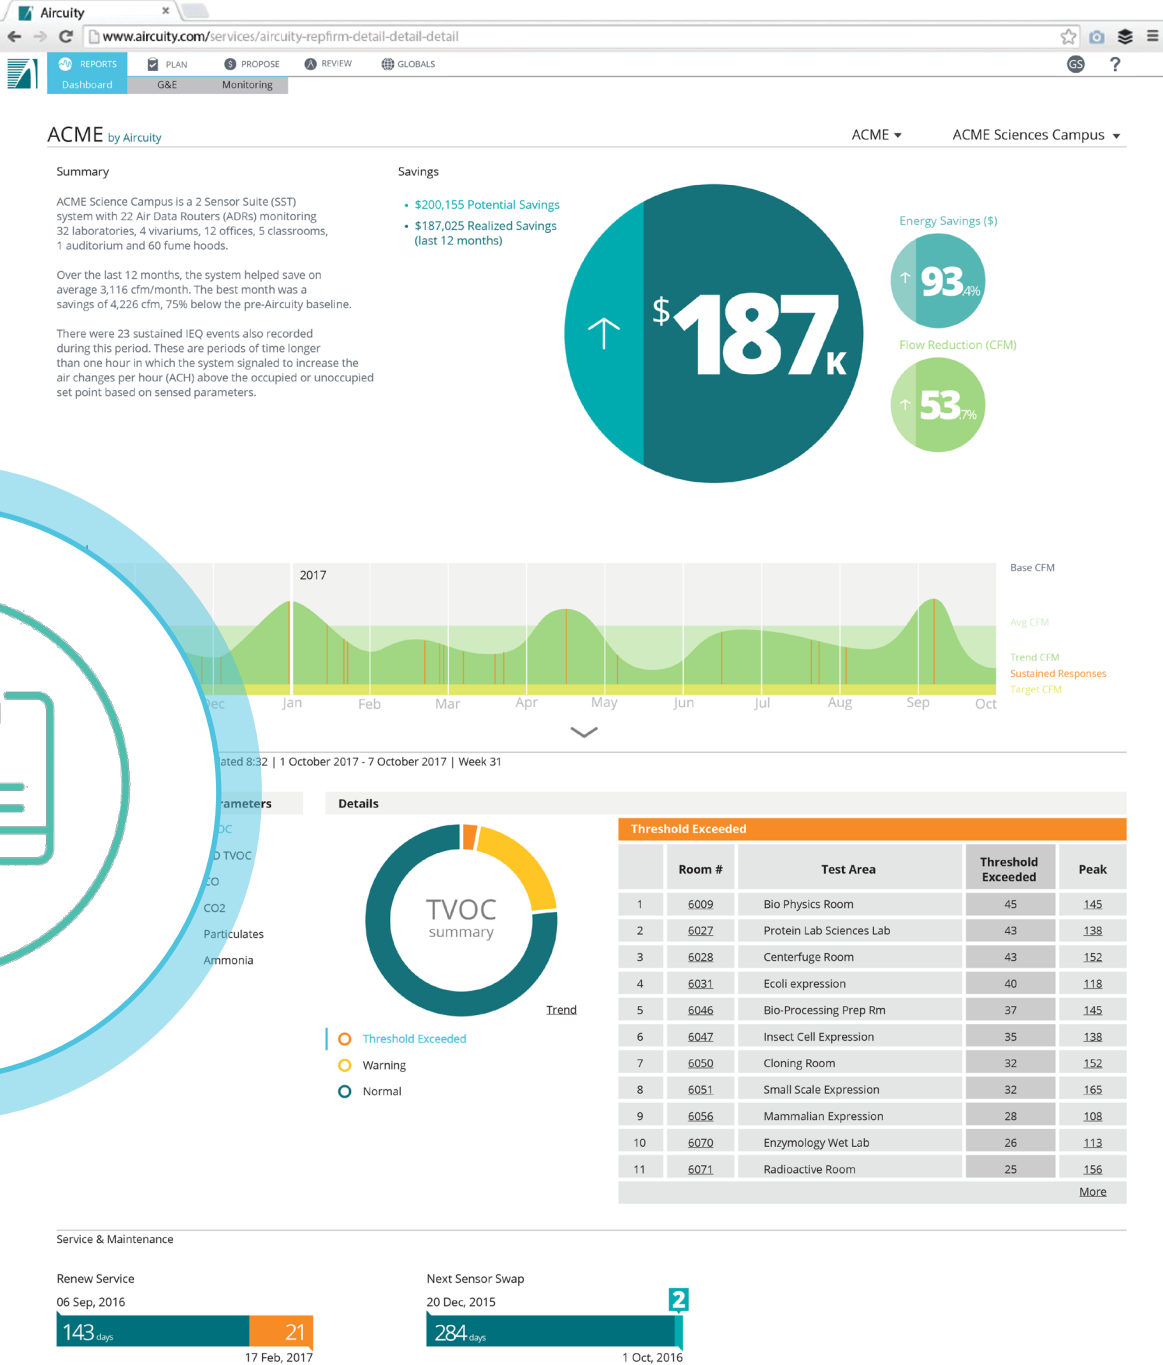 Aircuity
www.aircuity.com/services/aircuity-repfirm-detail-detail-detail
REPORTS PLAN PROPOSE REVIEW GLOBALS GS ?
Dashboard G&E Monitoring
ACME by Aircuity ACME ACME Sciences Campus
Summary
ACME Science Campus is a 2 Sensor Suite (SST)
system with 22 Air Data Routers (ADRs) monitoring
32 laboratories, 4 vivariums, 12 offices, 5 classrooms,
1 auditorium and 60 fume hoods.
Over the last 12 months, the system helped save on
average 3,116 cfm/month. The best month was a
savings of 4,226 cfm, 75% below the pre-Aircuity baseline.
There were 23 sustained IEQ events also recorded
during this period. These are periods of time longer
than one hour in which the system signaled to increase the
air changes per hour (ACH) above the occupied or unoccupied
set point based on sensed parameters.
Savings
• $200,155 Potential Savings
• $187,025 Realized Savings
(last 12 months)
$187K
Energy Savings ($)
93.4%
Flow Reduction (CFM)
53.7%
2017
Base CFM
Avg CFM
Trend CFM
Sustained Responses
Target CFM
ec Jan Feb Mar Apr May Jun Jul Aug Sep Oct
ated 8:32 | 1 October 2017 - 7 October 2017 | Week 31
rameters
OC
D TVOC
CO
CO2
Particulates
Ammonia
Details
TVOC
summary
Trend
Threshold Exceeded
Warning
Normal
Threshold Exceeded
Room # Test Area Threshold Exceeded Peak
1 6009 Bio Physics Room 45 145
2 6027 Protein Lab Sciences Lab 43 138
3 6028 Centerfuge Room 43 152
4 6031 Ecoli expression 40 118
5 6046 Bio-Processing Prep Rm 37 145
6 6047 Insect Cell Expression 35 138
7 6050 Cloning Room 32 152
8 6051 Small Scale Expression 32 165
9 6056 Mammalian Expression 28 108
10 6070 Enzymology Wet Lab 26 113
11 6071 Radioactive Room 25 156
More
Service & Maintenance
Renew Service
06 Sep, 2016
143 days 21
17 Feb, 2017
Next Sensor Swap
20 Dec, 2015
2
284 days
1 Oct, 2016